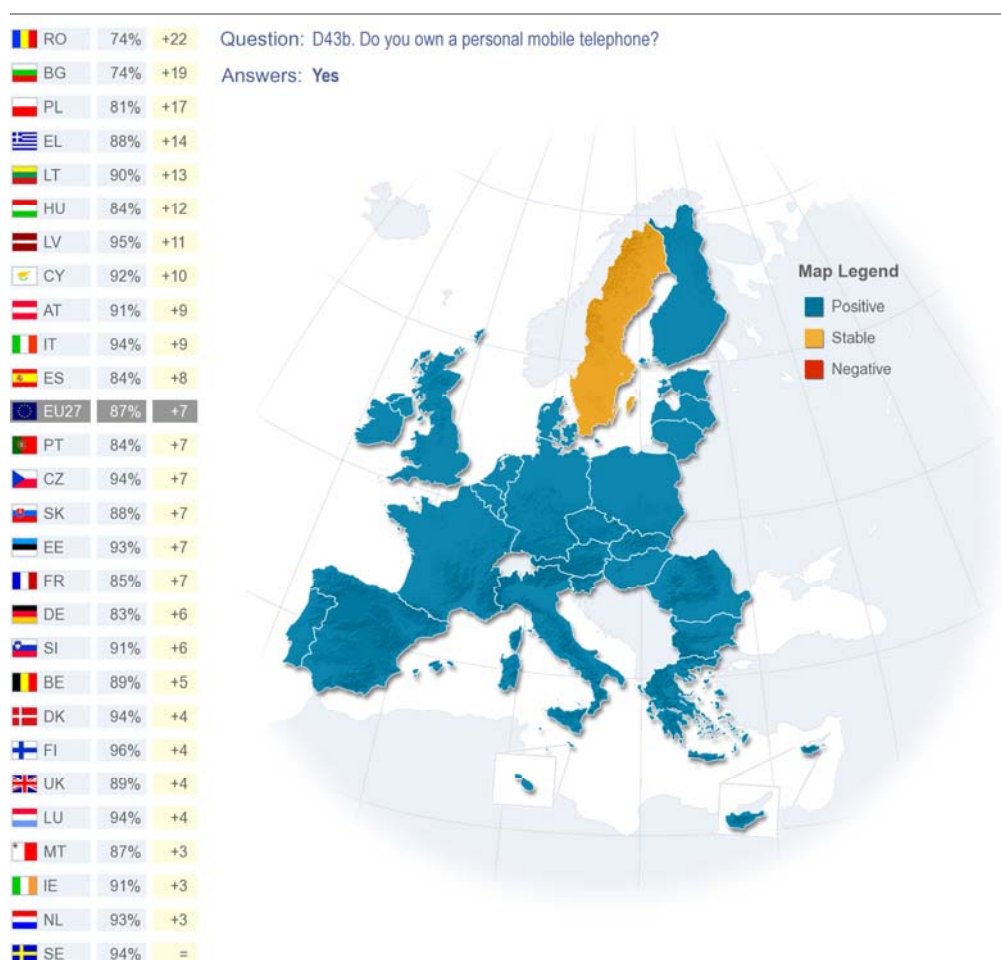 Question: D43b. Do you own a personal mobile telephone?
Answers: Yes
RO 74% +22
BG 74% +19
PL 81% +17
EL 88% +14
LT 90% +13
HU 84% +12
LV 95% +11
CY 92% +10
AT 91% +9
IT 94% +9
ES 84% +8
EU27 87% +7
PT 84% +7
CZ 94% +7
SK 88% +7
EE 93% +7
FR 85% +7
DE 83% +6
SI 91% +6
BE 89% +5
DK 94% +4
FI 96% +4
UK 89% +4
LU 94% +4
MT 87% +3
IE 91% +3
NL 93% +3
SE 94% =
Map Legend
Positive
Stable
Negative